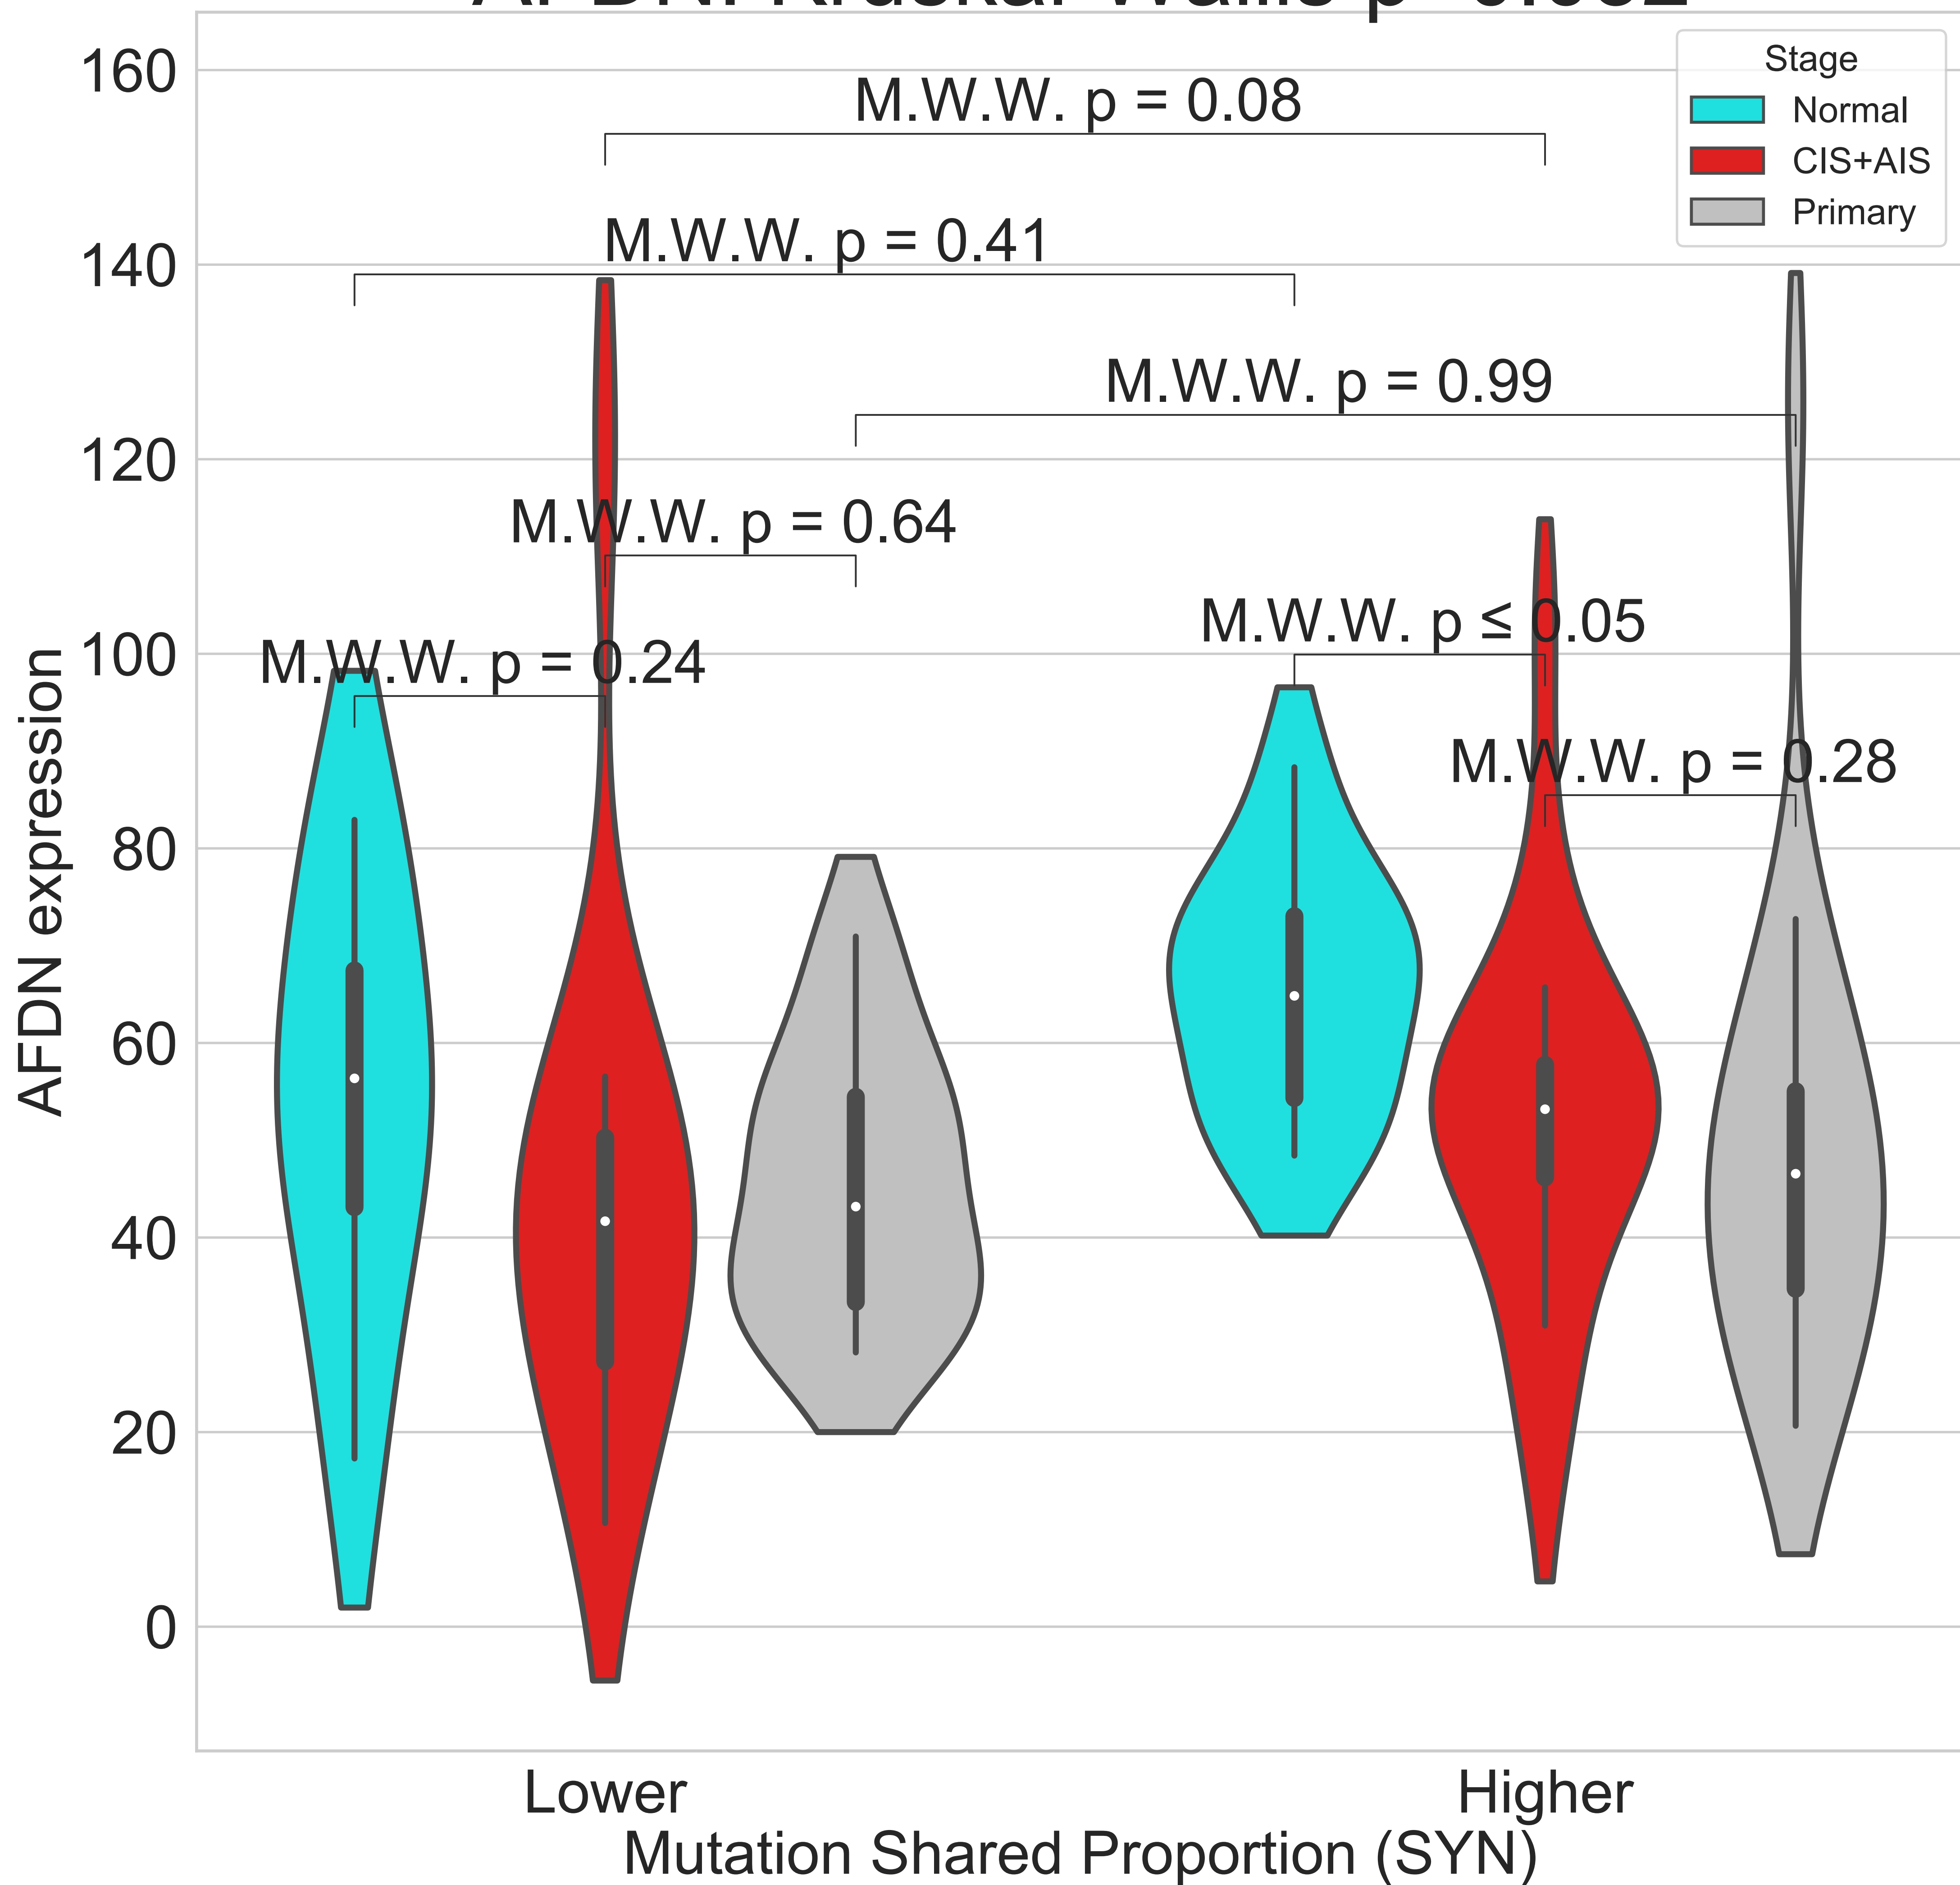 160
140
120
100
80
60
40
20
0
AFDN expression
Stage
Normal
CIS+AIS
Primary
M.W.W. p = 0.08
M.W.W. p = 0.41
M.W.W. p = 0.99
M.W.W. p = 0.64
M.W.W. p ≤ 0.05
M.W.W. p = 0.24
M.W.W. p = 0.28
Lower
Higher
Mutation Shared Proportion (SYN)